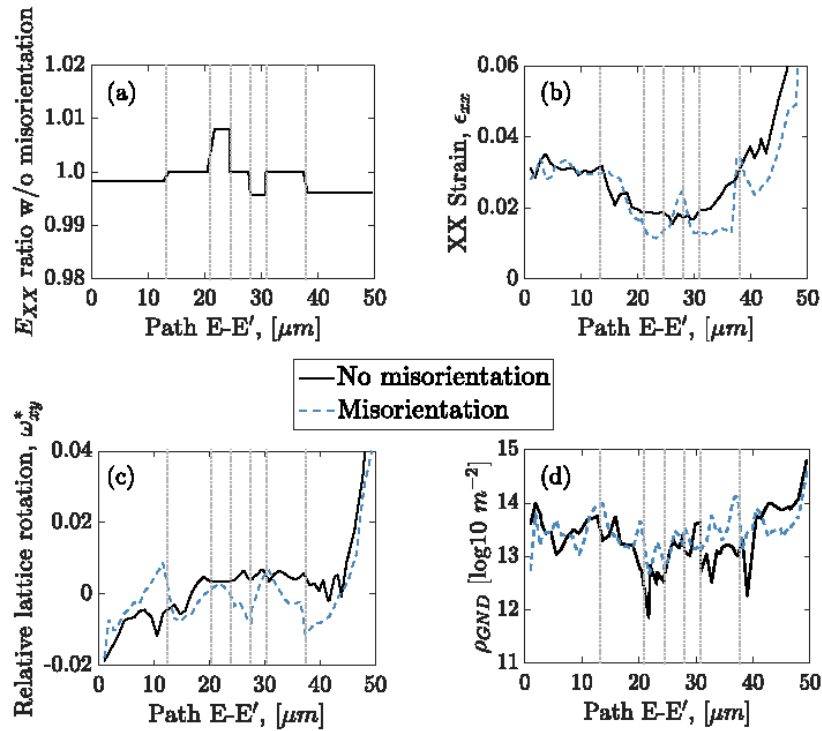 E_XX ratio w/o misorientation
1.02
1.01
1.0
0.99
0.98
(a)
0 10 20 30 40 50
Path E-E′, [μm]
XX Strain, ϵ_xx
0.06
0.04
0.02
0
(b)
0 10 20 30 40 50
Path E-E′, [μm]
No misorientation
Misorientation
Relative lattice rotation, ω*_xy
0.04
0.02
0
-0.02
(c)
0 10 20 30 40 50
Path E-E′, [μm]
ρ_GND [log10 m⁻²]
15
14
13
12
11
(d)
0 10 20 30 40 50
Path E-E′, [μm]